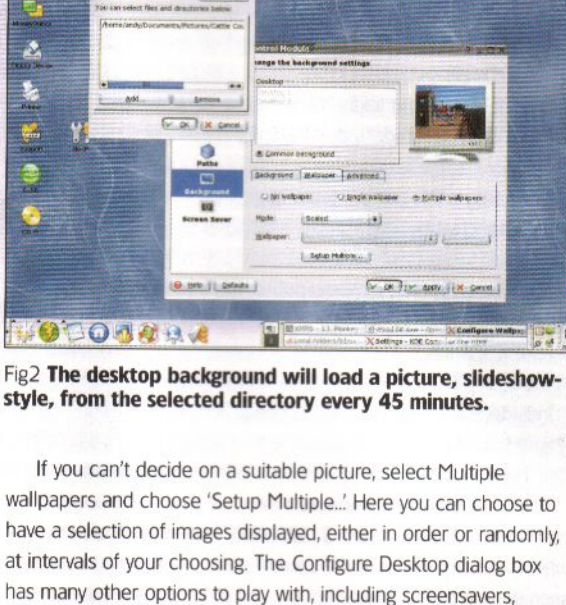 You can select files and directories below:
/home/andy/Documents/Pictures/Cattle Co
Add...
Remove
OK
Cancel
Control Module
change the background settings
Desktop
Common background
Paths
Background
Screen Saver
Background Wallpaper Advanced
No wallpaper Single wallpaper Multiple wallpapers
Mode: Scaled
Wallpaper:
Setup Multiple...
Help Defaults OK Apply Cancel
Configure Wallp
Settings - KDE Con
Fig2 The desktop background will load a picture, slideshow-
style, from the selected directory every 45 minutes.
If you can't decide on a suitable picture, select Multiple
wallpapers and choose 'Setup Multiple...' Here you can choose to
have a selection of images displayed, either in order or randomly,
at intervals of your choosing. The Configure Desktop dialog box
has many other options to play with, including screensavers,